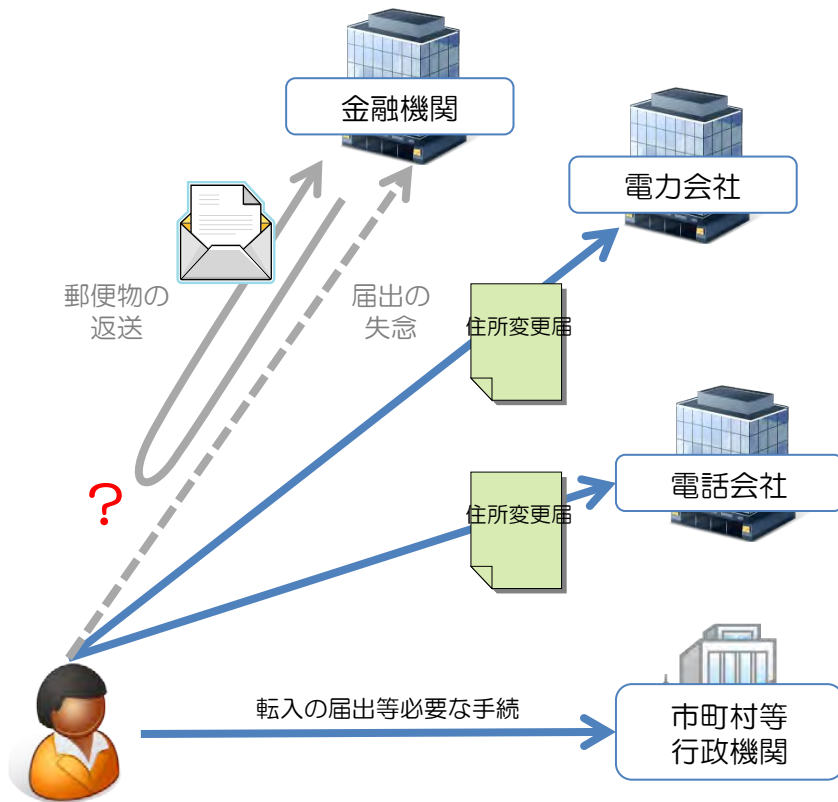 金融機関
電力会社
郵便物の
返送
届出の
失念
住所変更届
電話会社
?
住所変更届
転入の届出等必要な手続
市町村等
行政機関